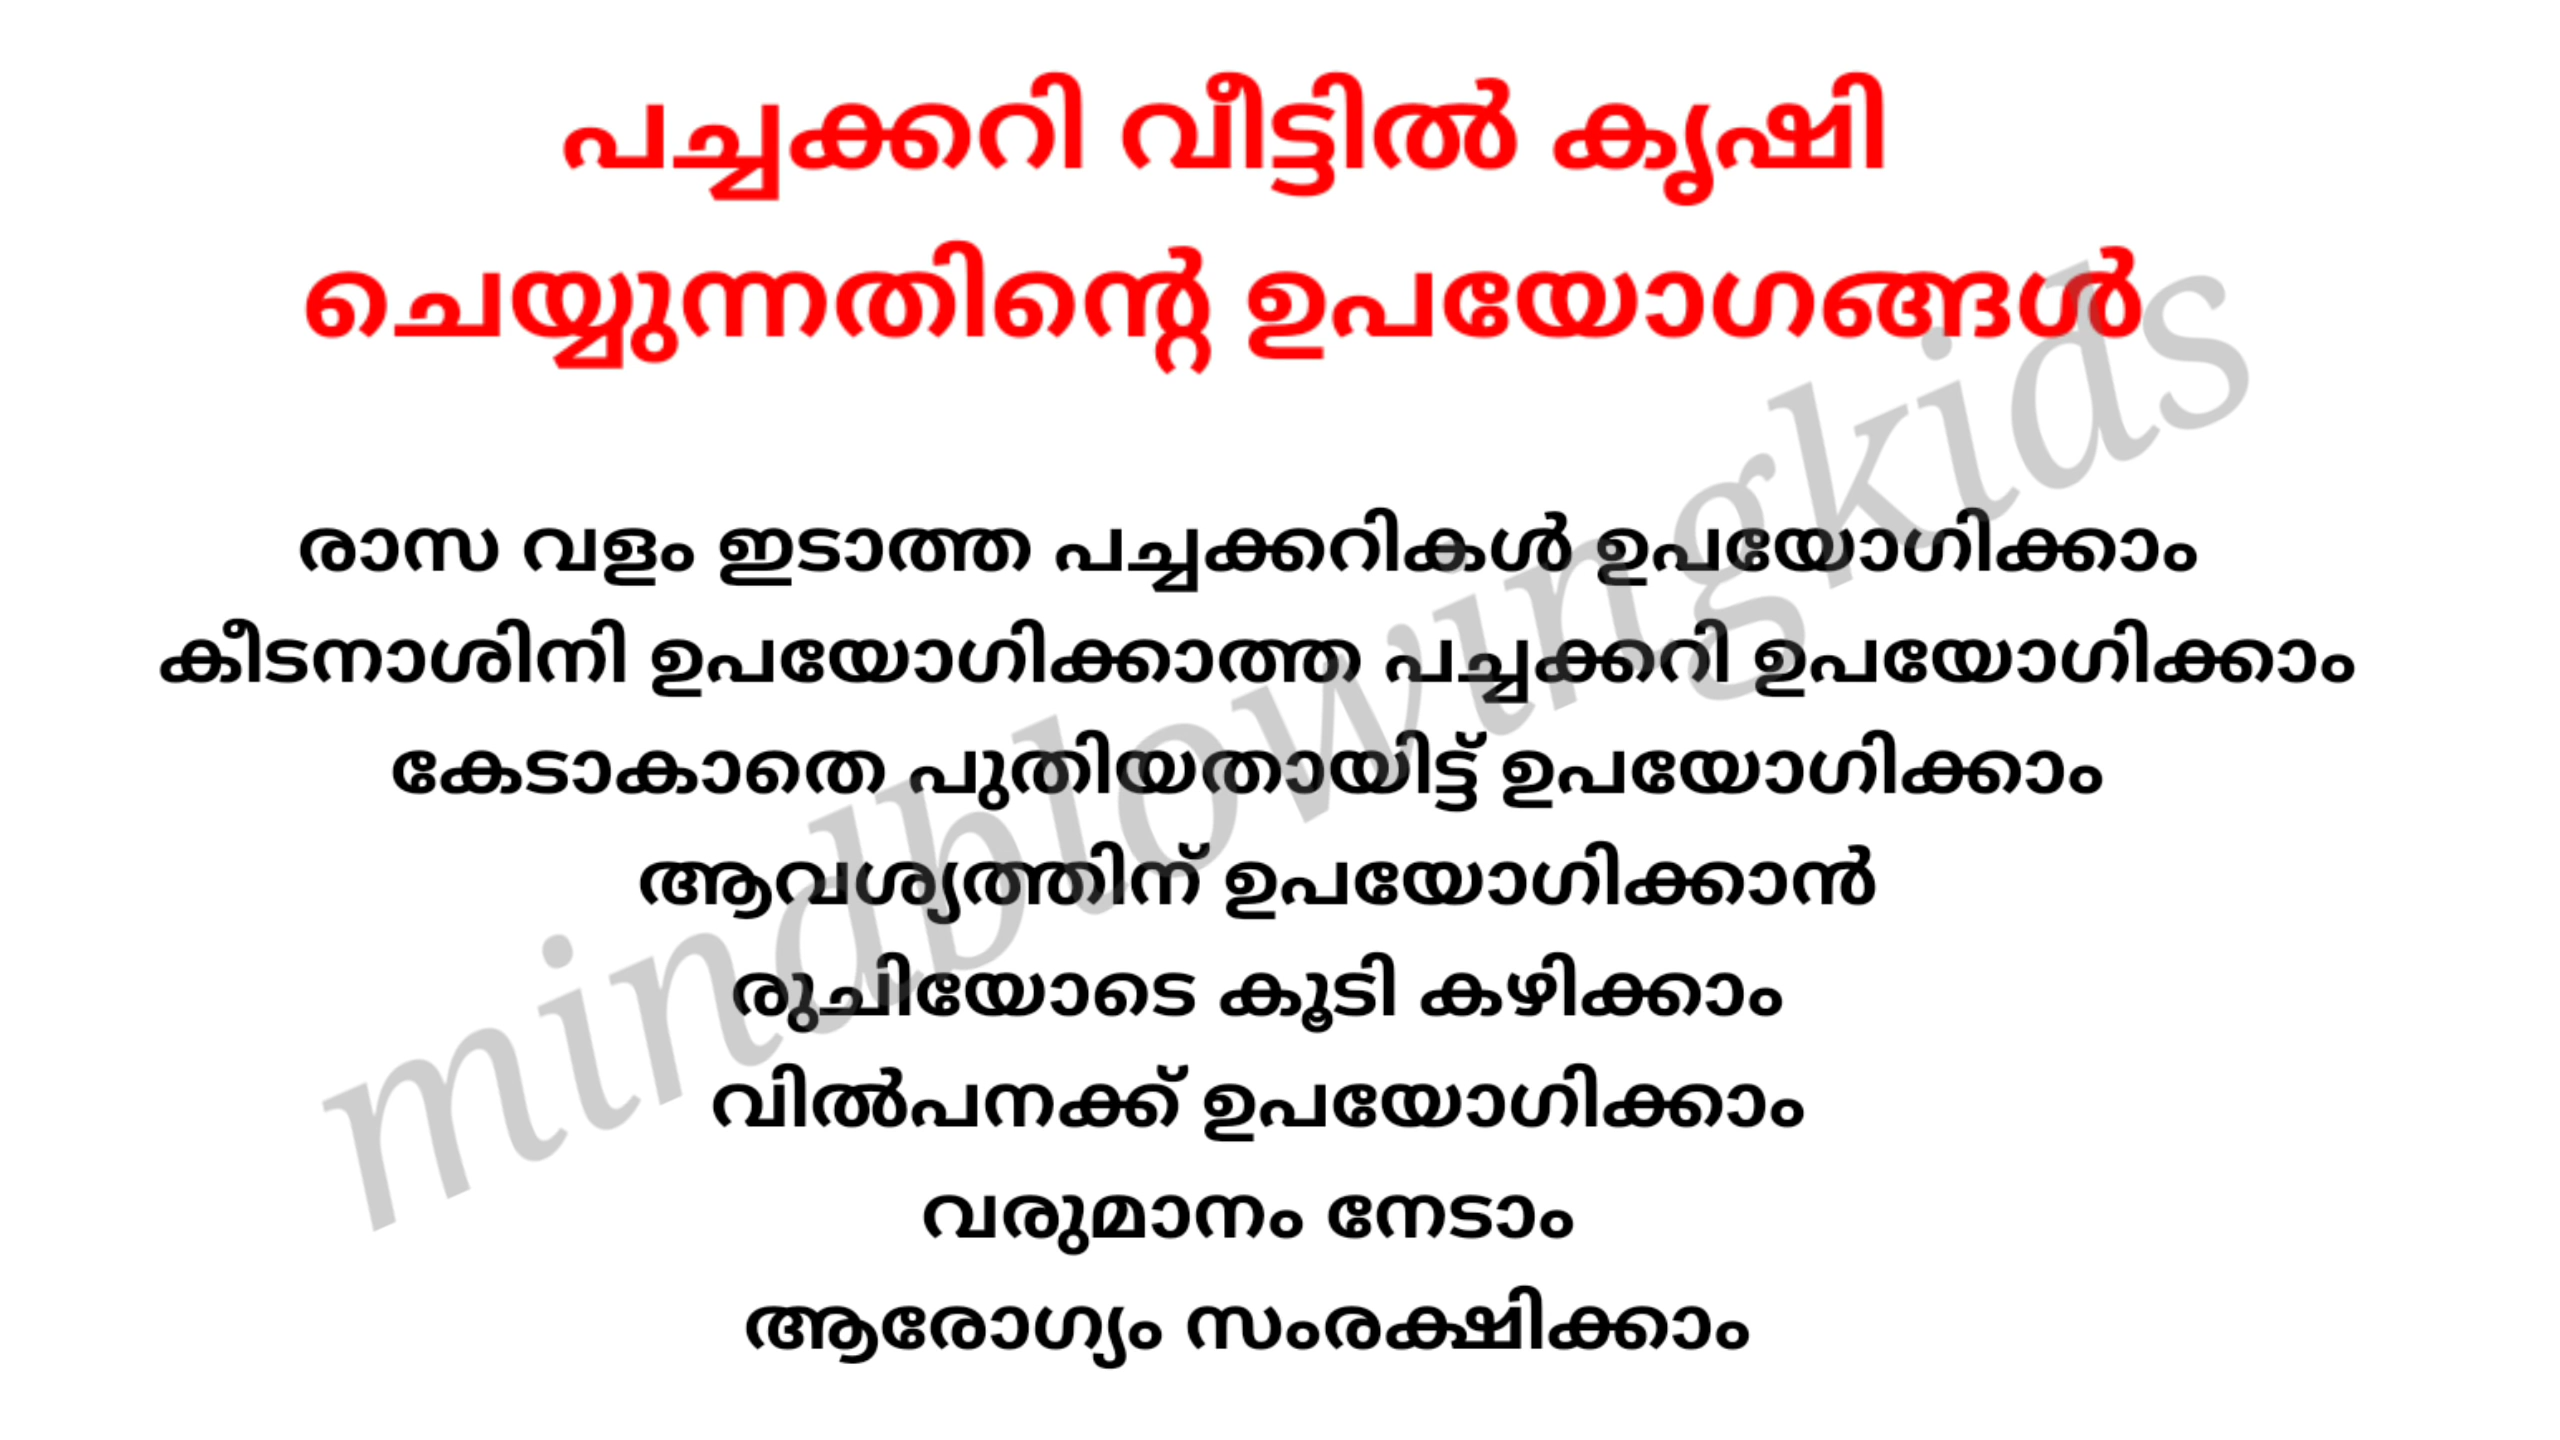 പച്ചക്കറി വീട്ടിൽ കൃഷി
ചെയ്യുന്നതിന്റെ ഉപയോഗങ്ങൾ
രാസ വളം ഇടാത്ത പച്ചക്കറികൾ ഉപയോഗിക്കാം
കീടനാശിനി ഉപയോഗിക്കാത്ത പച്ചക്കറി ഉപയോഗിക്കാം
കേടാകാതെ പുതിയതായിട്ട് ഉപയോഗിക്കാം
ആവശ്യത്തിന് ഉപയോഗിക്കാൻ
രുചിയോടെ കൂടി കഴിക്കാം
വിൽപനക്ക് ഉപയോഗിക്കാം
വരുമാനം നേടാം
ആരോഗ്യം സംരക്ഷിക്കാം
mindblowingkids